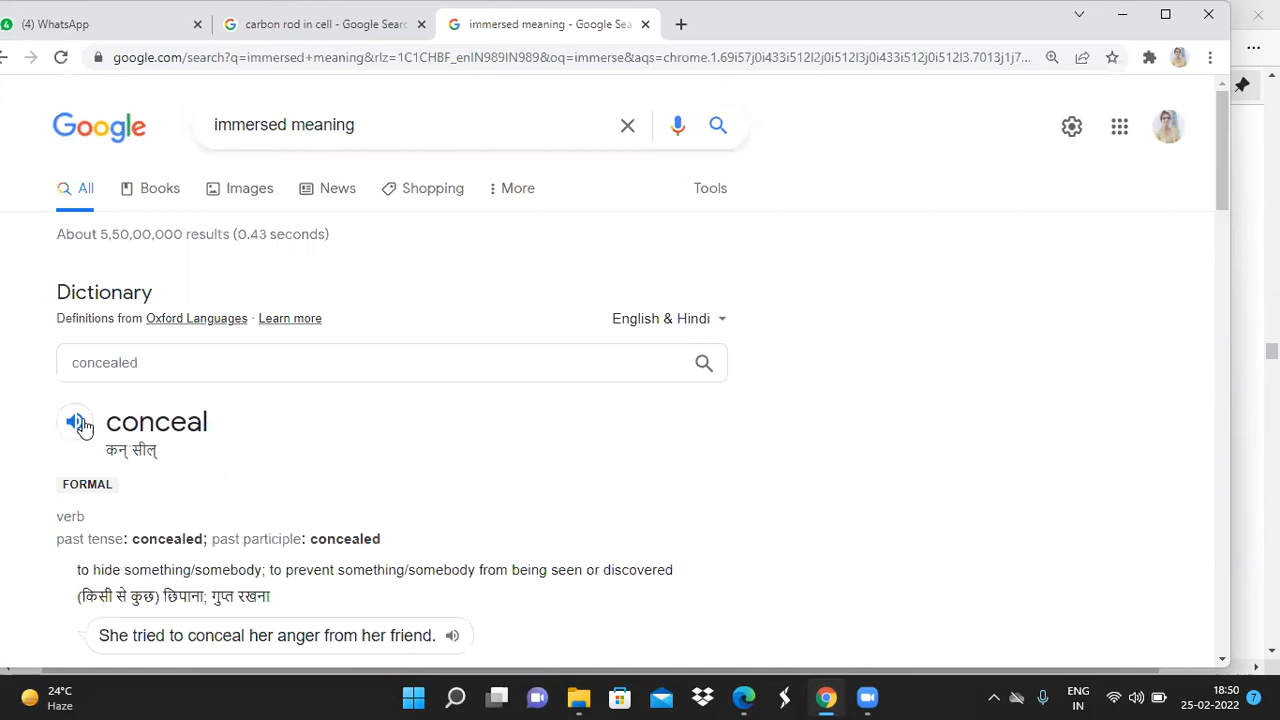 (4) WhatsApp
carbon rod in cell - Google Searc
immersed meaning - Google Sea
google.com/search?q=immersed+meaning&rlz=1C1CHBF_enIN989IN989&oq=immerse&aqs=chrome.1.69i57j0i433i512l2j0i512l3j0i433i512j0i512l3.7013j1j7...
Google
immersed meaning
All
Books
Images
News
Shopping
More
Tools
About 5,50,00,000 results (0.43 seconds)
Dictionary
Definitions from Oxford Languages · Learn more
English & Hindi
concealed
conceal
कन्'सील्
FORMAL
verb
past tense: concealed; past participle: concealed
to hide something/somebody; to prevent something/somebody from being seen or discovered
(किसी से कुछ) छिपाना; गुप्त रखना
She tried to conceal her anger from her friend.
24°C
Haze
ENG
IN
18:50
25-02-2022
7